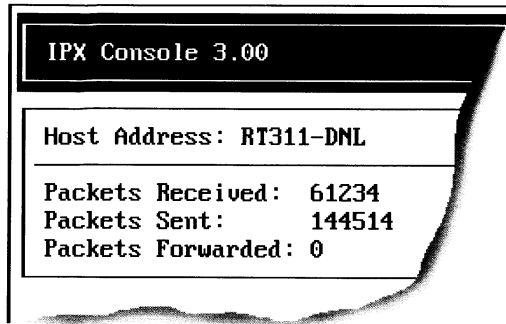 IPX Console 3.00
Host Address: RT311-DNL
Packets Received: 61234
Packets Sent: 144514
Packets Forwarded: 0